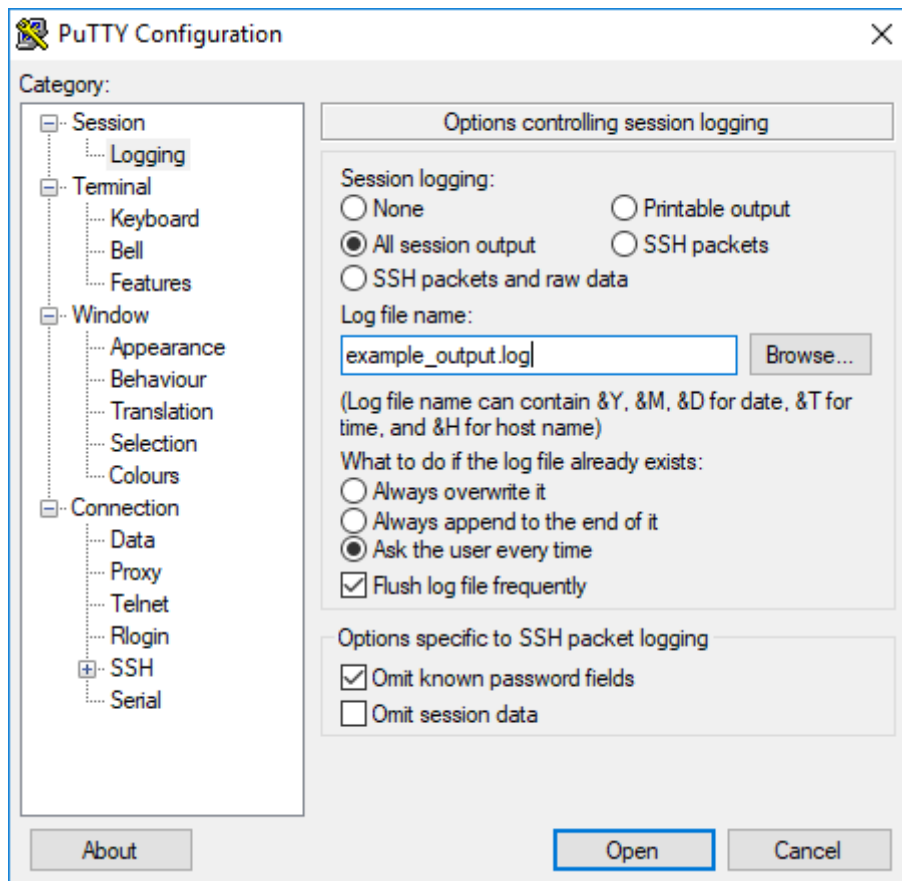 PuTTY Configuration
Category:
Session
Logging
Terminal
Keyboard
Bell
Features
Window
Appearance
Behaviour
Translation
Selection
Colours
Connection
Data
Proxy
Telnet
Rlogin
SSH
Serial
Options controlling session logging
Session logging:
None
Printable output
All session output
SSH packets
SSH packets and raw data
Log file name:
example_output.log
Browse...
(Log file name can contain &Y, &M, &D for date, &T for
time, and &H for host name)
What to do if the log file already exists:
Always overwrite it
Always append to the end of it
Ask the user every time
Flush log file frequently
Options specific to SSH packet logging
Omit known password fields
Omit session data
About
Open
Cancel